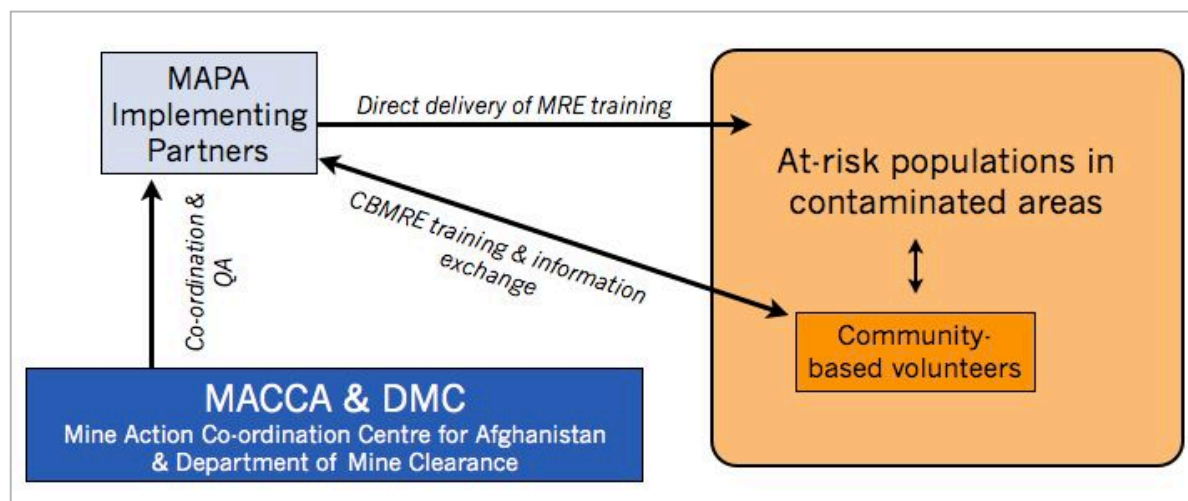 MAPA
Implementing
Partners
Direct delivery of MRE training
At-risk populations in
contaminated areas
CBMRE training & information
exchange
Co-ordination &
QA
Community-
based volunteers
MACCA & DMC
Mine Action Co-ordination Centre for Afghanistan
& Department of Mine Clearance